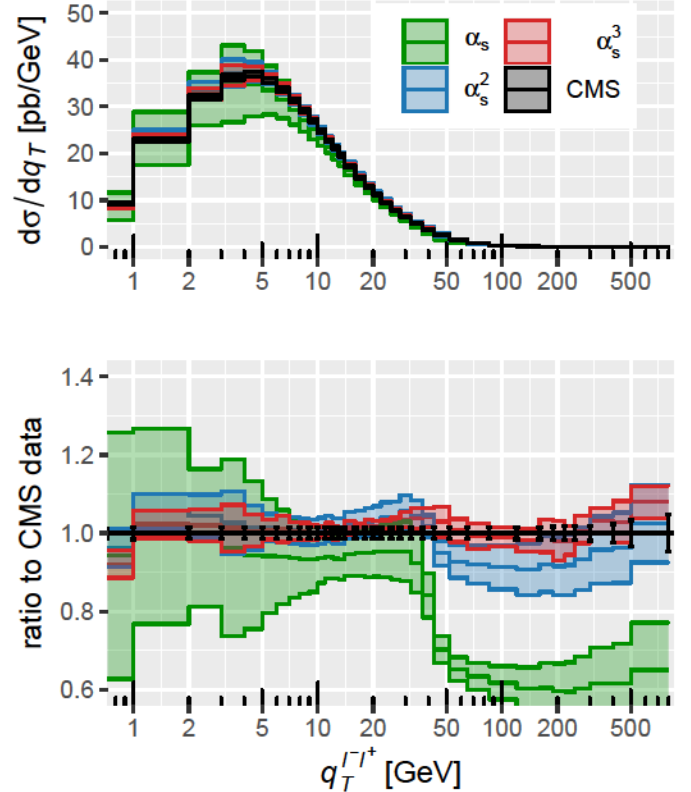 dσ/dq_T [pb/GeV]
50
40
30
20
10
0
α_s α_s^3
α_s^2 CMS
1 2 5 10 20 50 100 200 500
ratio to CMS data
1.4
1.2
1.0
0.8
0.6
1 2 5 10 20 50 100 200 500
q_T^{l⁻l⁺} [GeV]